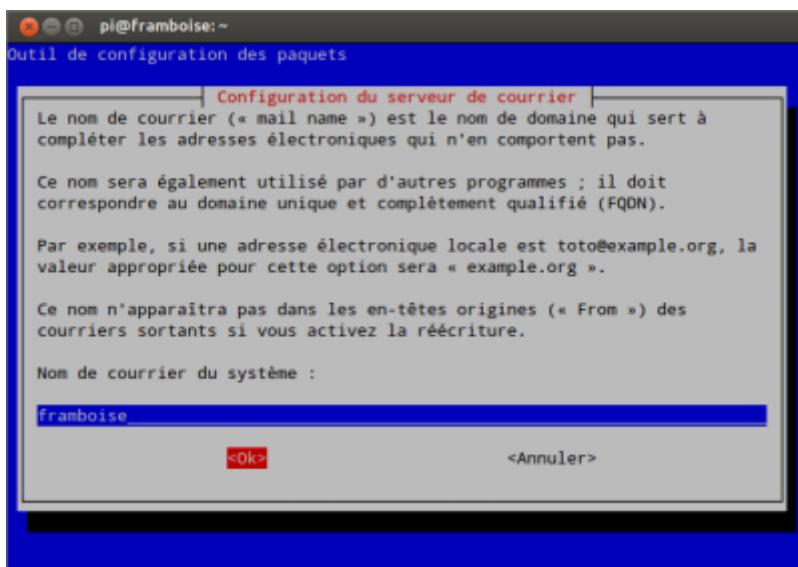 pi@framboise: ~
Outil de configuration des paquets
Configuration du serveur de courrier
Le nom de courrier (« mail name ») est le nom de domaine qui sert à
compléter les adresses électroniques qui n'en comportent pas.
Ce nom sera également utilisé par d'autres programmes ; il doit
correspondre au domaine unique et complètement qualifié (FQDN).
Par exemple, si une adresse électronique locale est toto@example.org, la
valeur appropriée pour cette option sera « example.org ».
Ce nom n'apparaîtra pas dans les en-têtes origines (« From ») des
courriers sortants si vous activez la réécriture.
Nom de courrier du système :
framboise
<Ok> <Annuler>